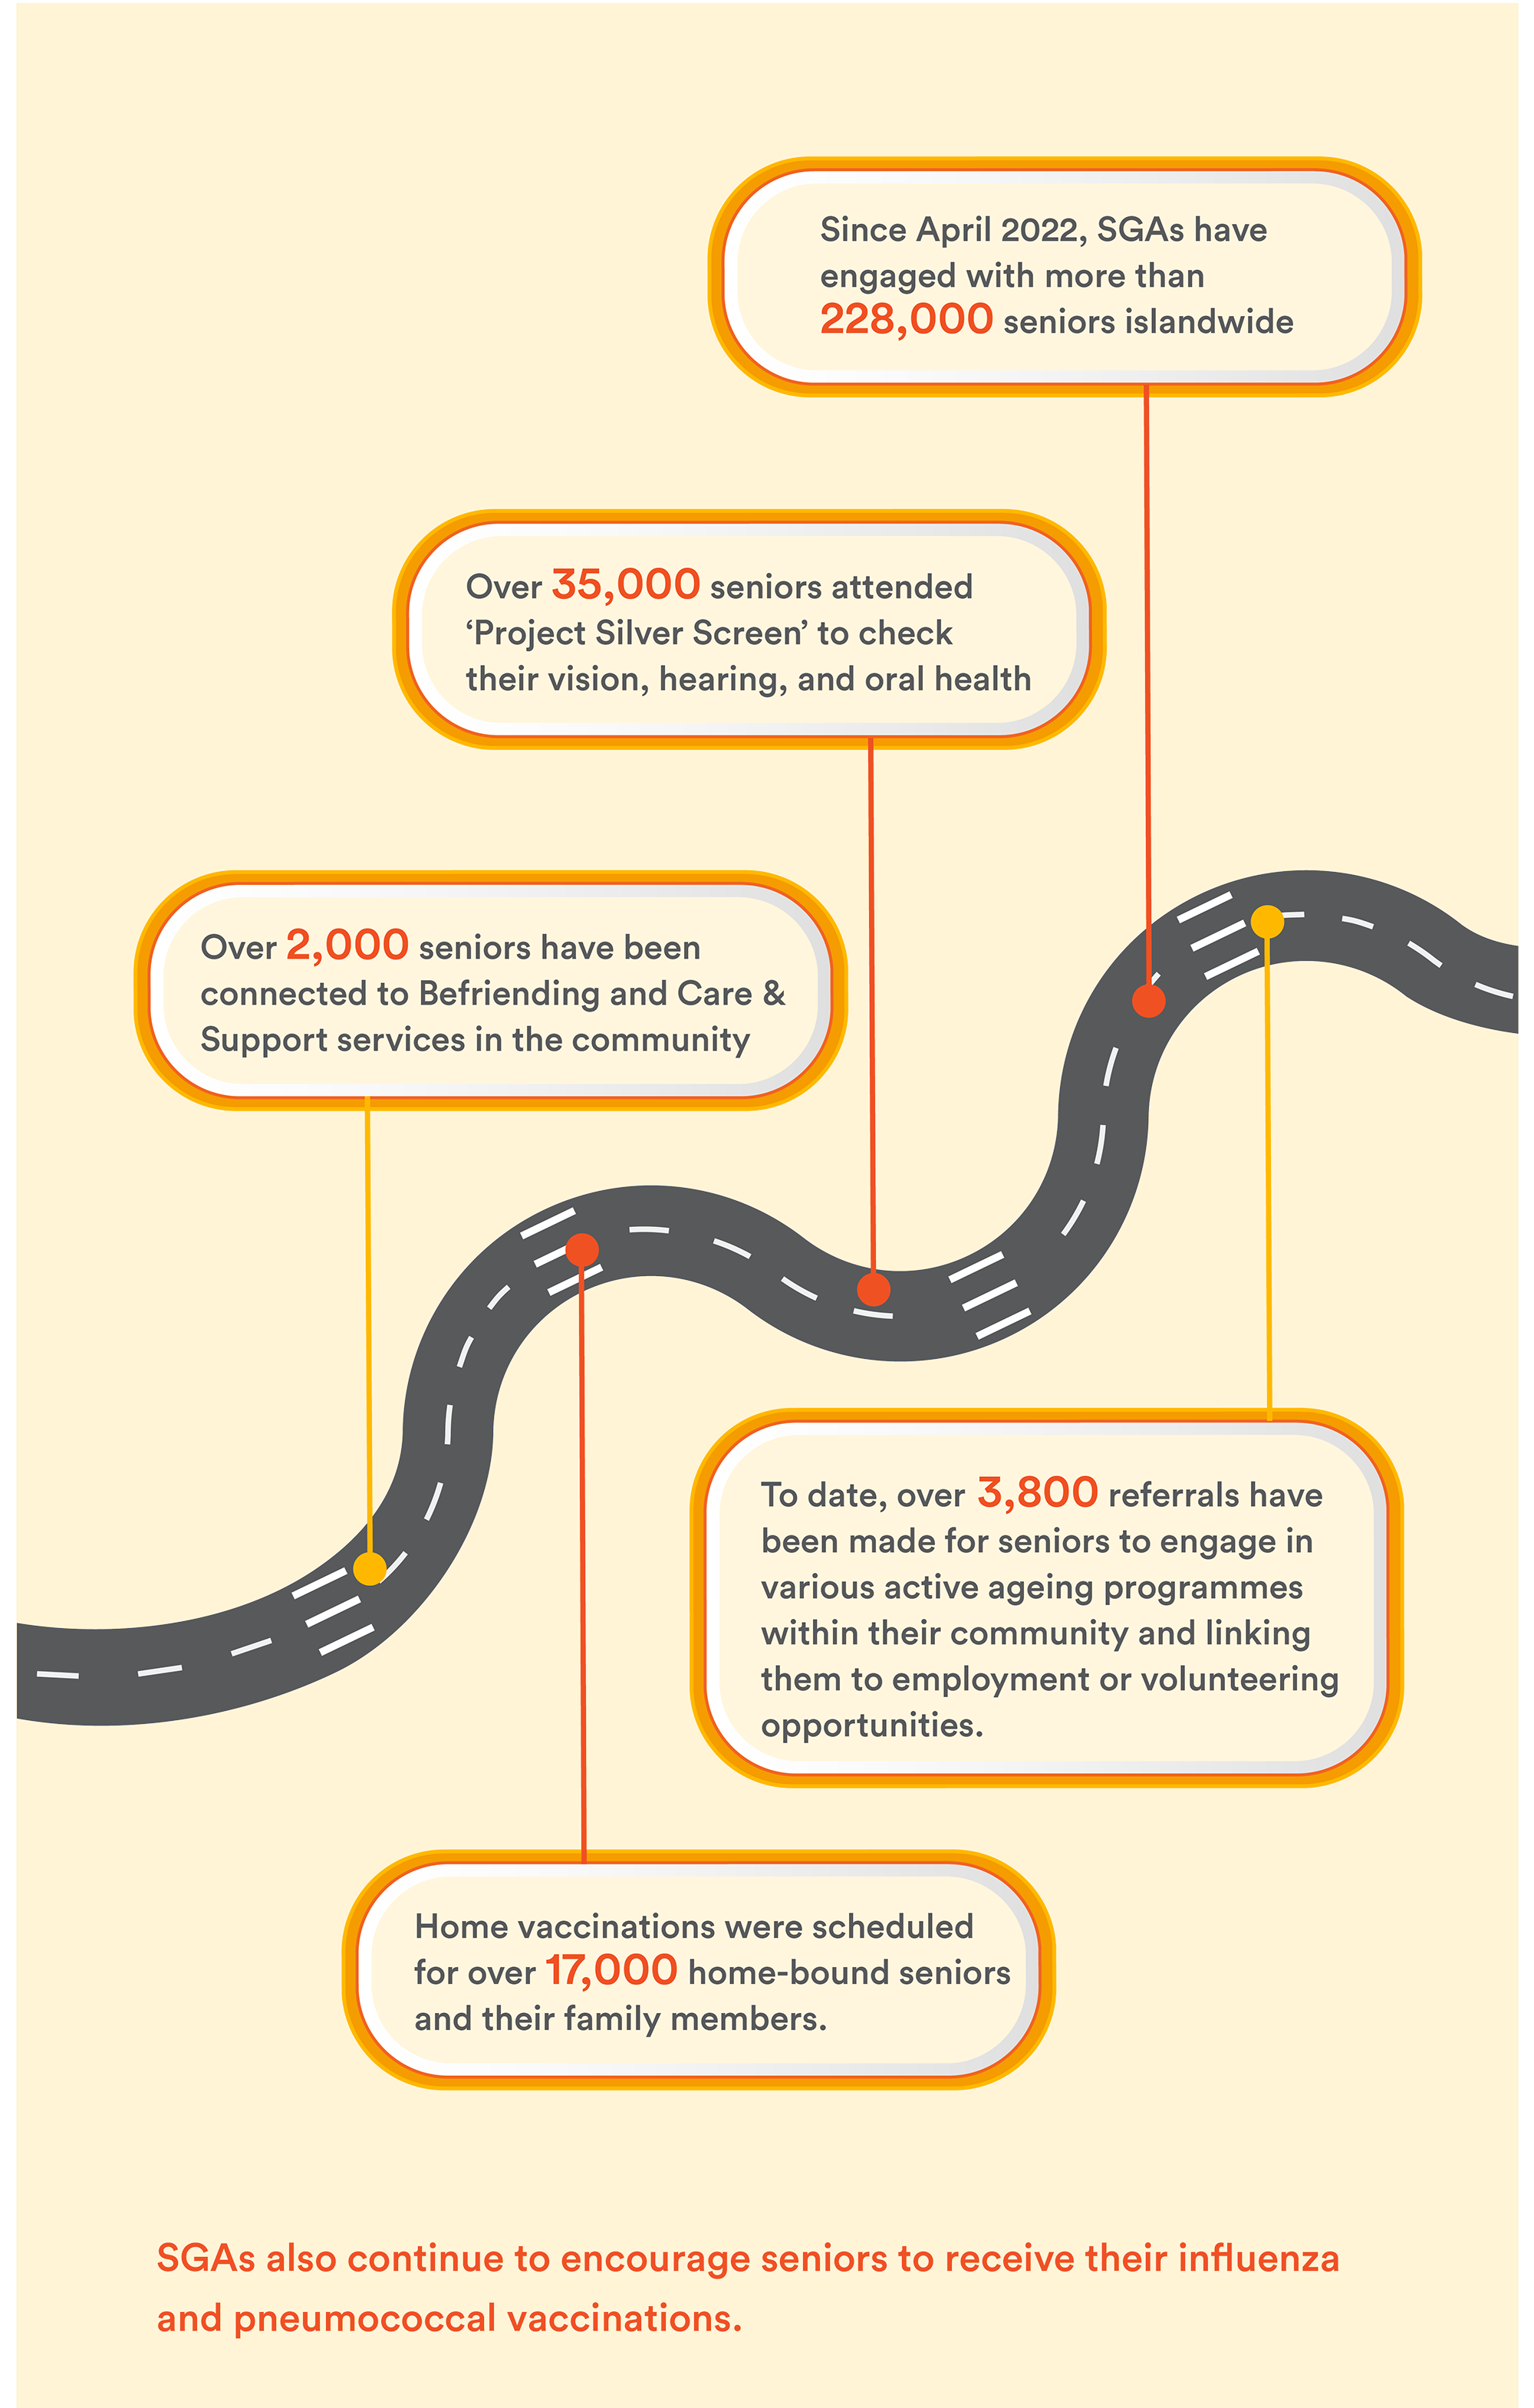 Since April 2022, SGAs have
engaged with more than
228,000 seniors islandwide
Over 35,000 seniors attended
‘Project Silver Screen’ to check
their vision, hearing, and oral health
Over 2,000 seniors have been
connected to Befriending and Care &
Support services in the community
To date, over 3,800 referrals have
been made for seniors to engage in
various active ageing programmes
within their community and linking
them to employment or volunteering
opportunities.
Home vaccinations were scheduled
for over 17,000 home-bound seniors
and their family members.
SGAs also continue to encourage seniors to receive their influenza
and pneumococcal vaccinations.